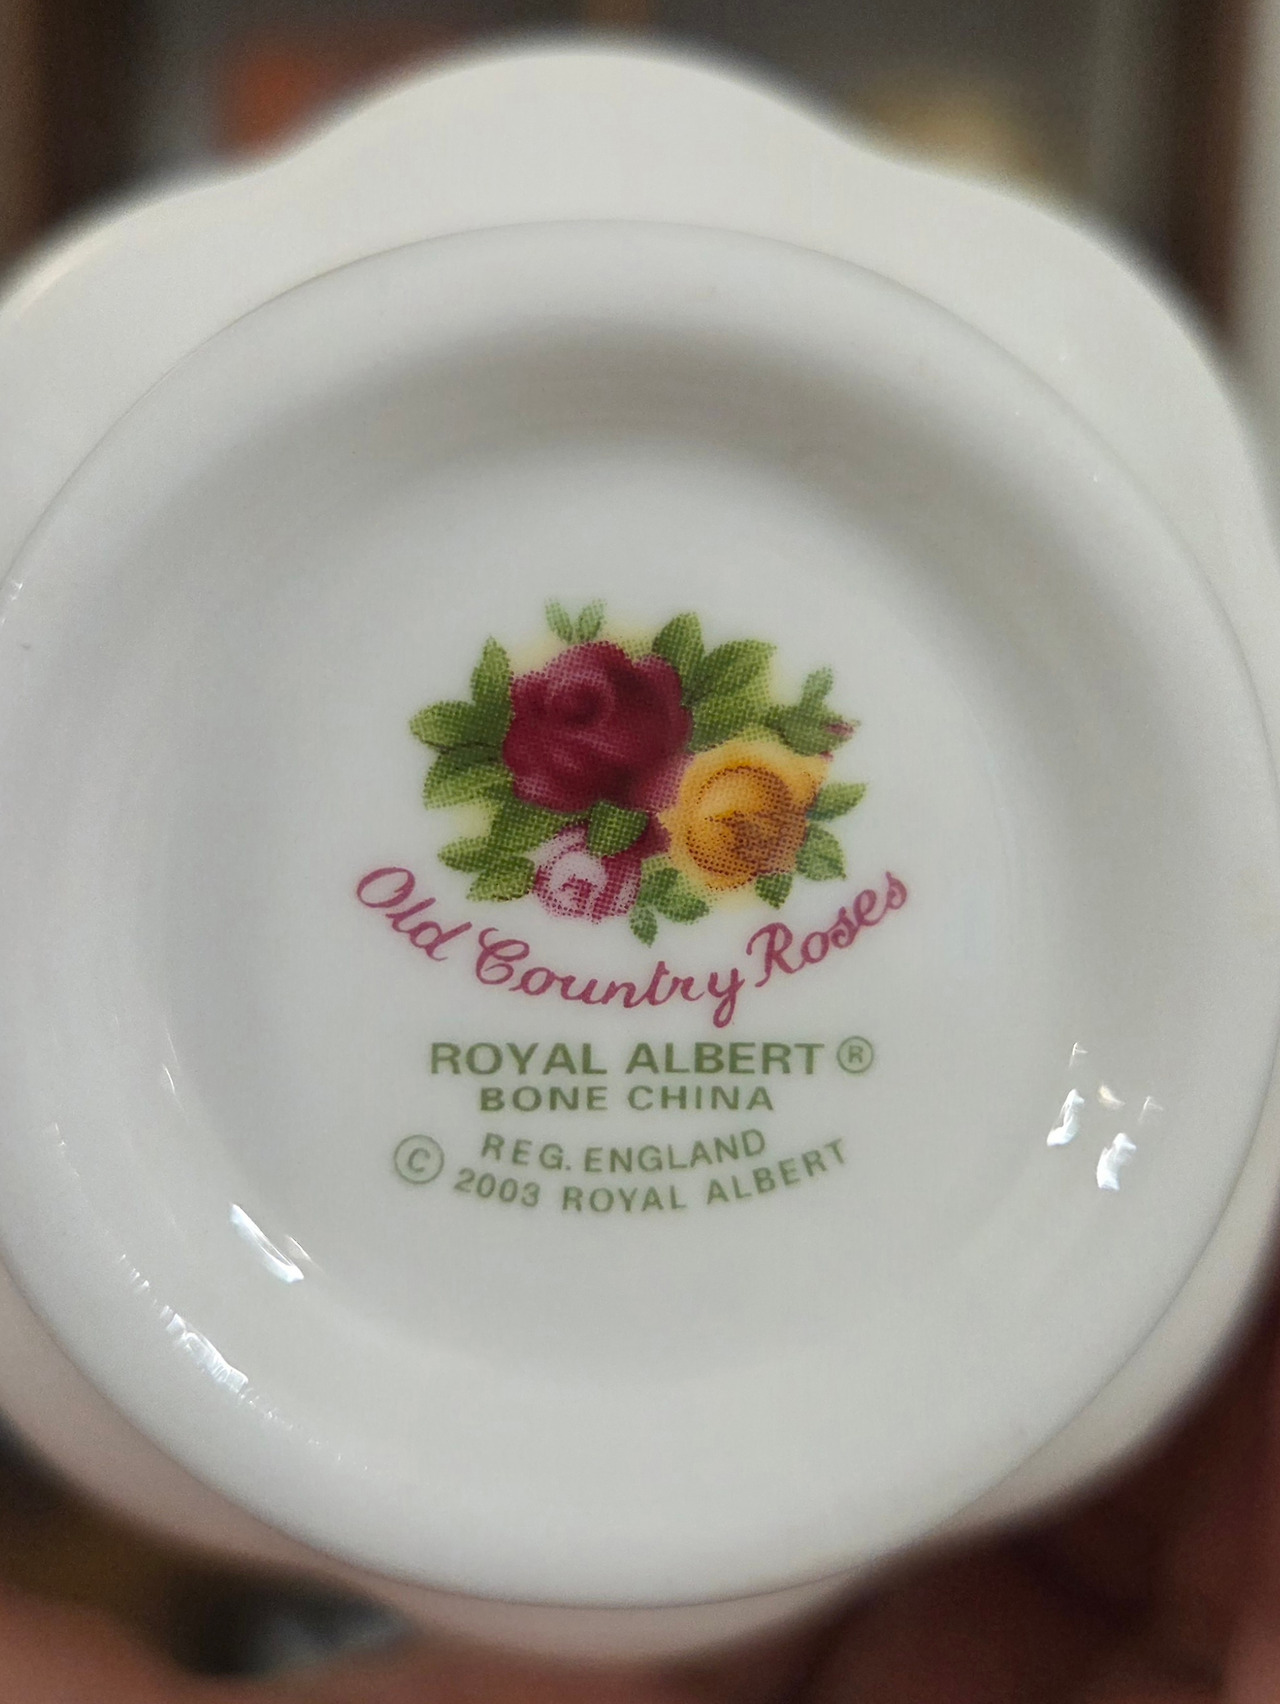 Old Country Roses
ROYAL ALBERT ®
BONE CHINA
REG. ENGLAND
© 2003 ROYAL ALBERT